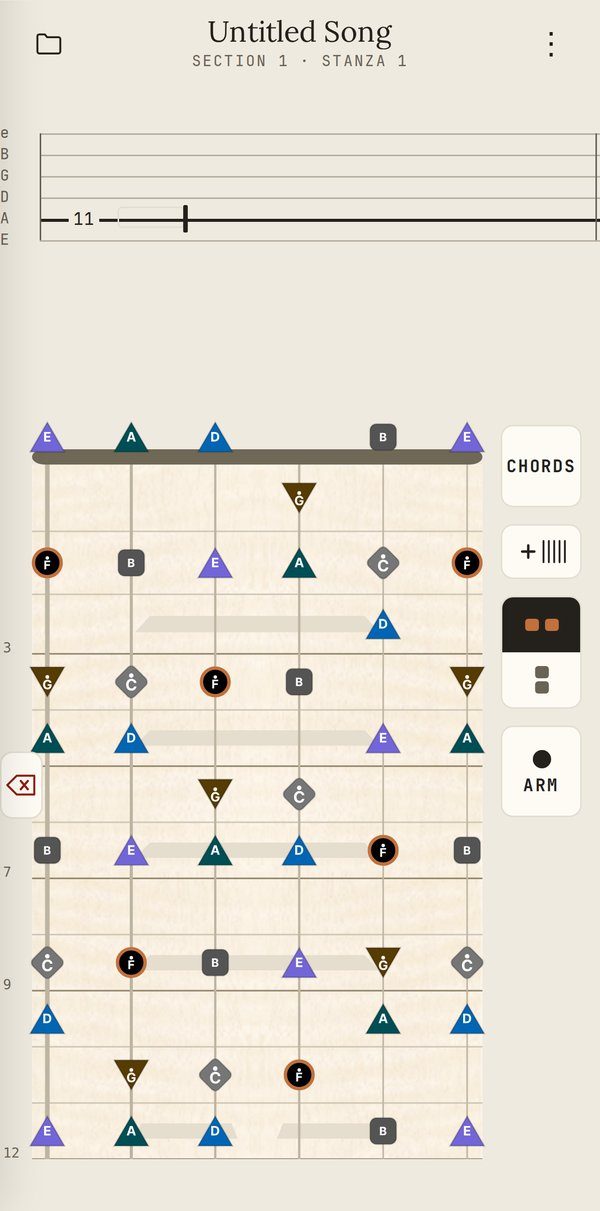 Untitled Song
SECTION 1 · STANZA 1
e
B
G
D
A 11
E
E A D B E
Ġ
Ḟ B E A Ċ Ḟ
D
3
Ġ Ċ Ḟ B Ġ
A D E A
Ġ Ċ
B E A D Ḟ B
7
Ċ Ḟ B E Ġ Ċ
9
D A D
Ġ Ċ Ḟ
E A D B E
12
CHORDS
+
ARM